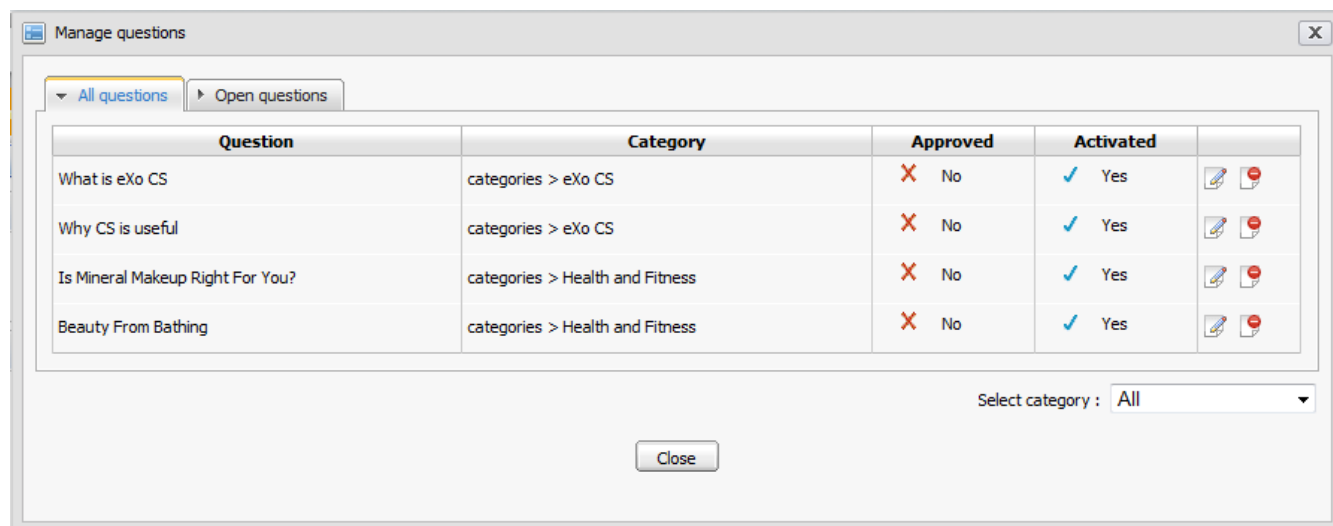 Manage questions
All questions Open questions
Question Category Approved Activated
What is eXo CS categories > eXo CS No Yes
Why CS is useful categories > eXo CS No Yes
Is Mineral Makeup Right For You? categories > Health and Fitness No Yes
Beauty From Bathing categories > Health and Fitness No Yes
Select category : All
Close